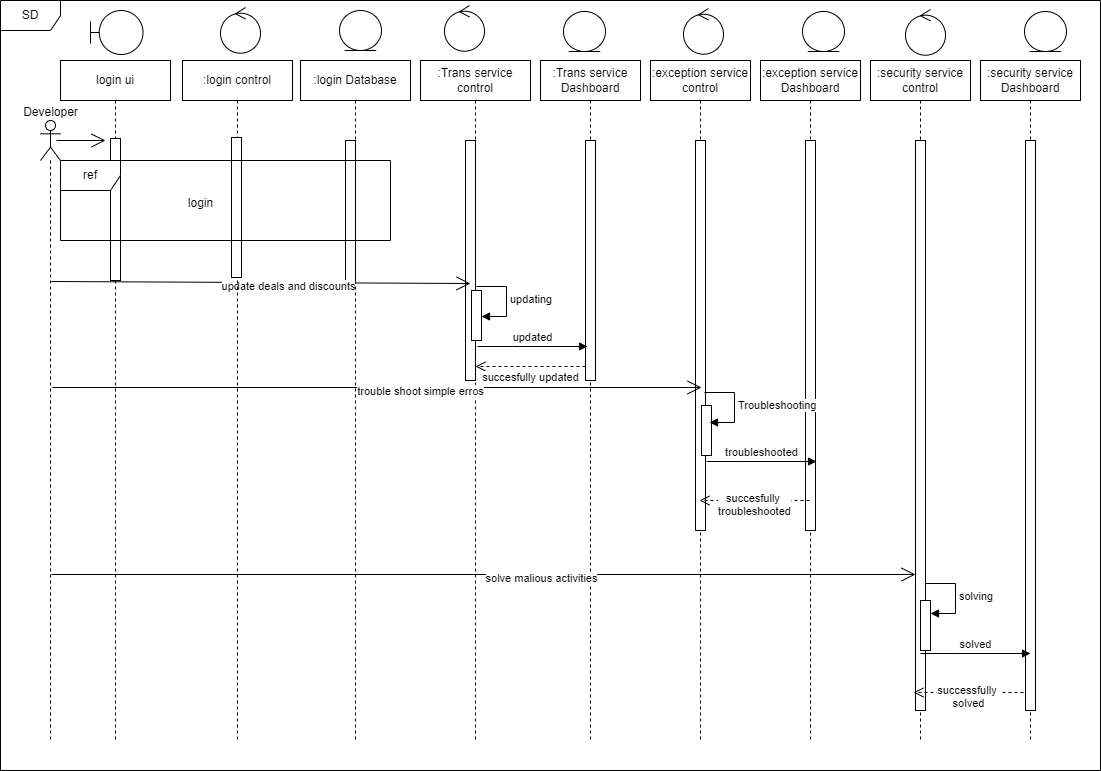 SD
login ui
:login control
:login Database
:Trans service
control
:Trans service
Dashboard
:exception service
control
:exception service
Dashboard
:security service
control
:security service
Dashboard
Developer
ref
login
update deals and discounts
updating
updated
succesfully updated
trouble shoot simple erros
Troubleshooting
troubleshooted
succesfully
troubleshooted
solve malious activities
solving
solved
successfully
solved